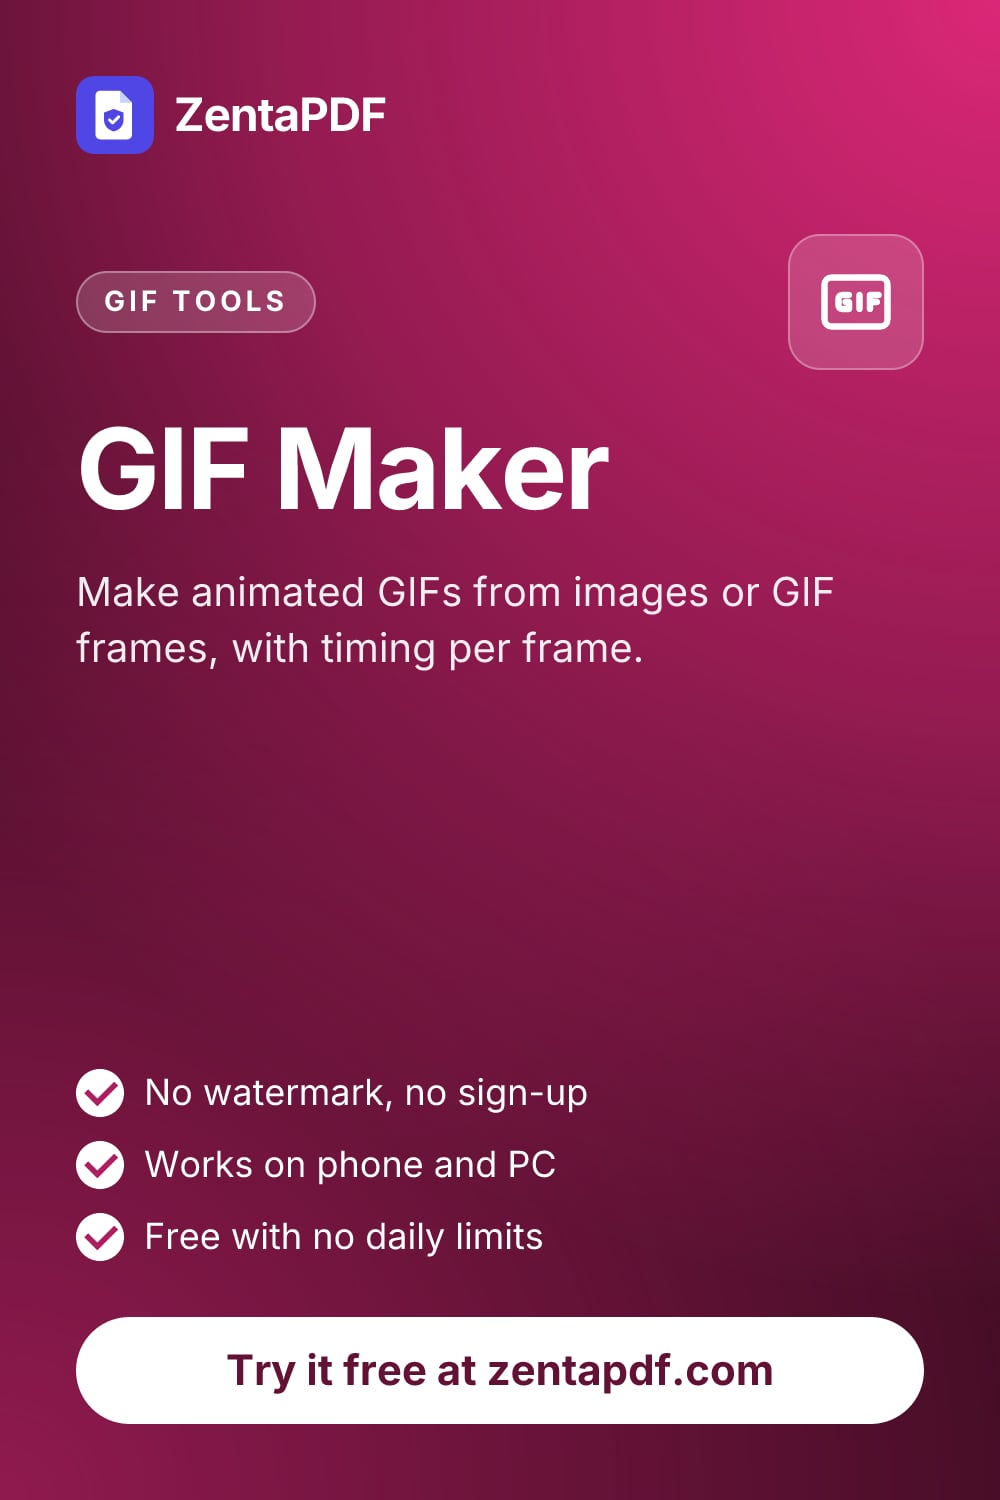 ZentaPDF
GIF TOOLS
GIF
GIF Maker
Make animated GIFs from images or GIF
frames, with timing per frame.
No watermark, no sign-up
Works on phone and PC
Free with no daily limits
Try it free at zentapdf.com